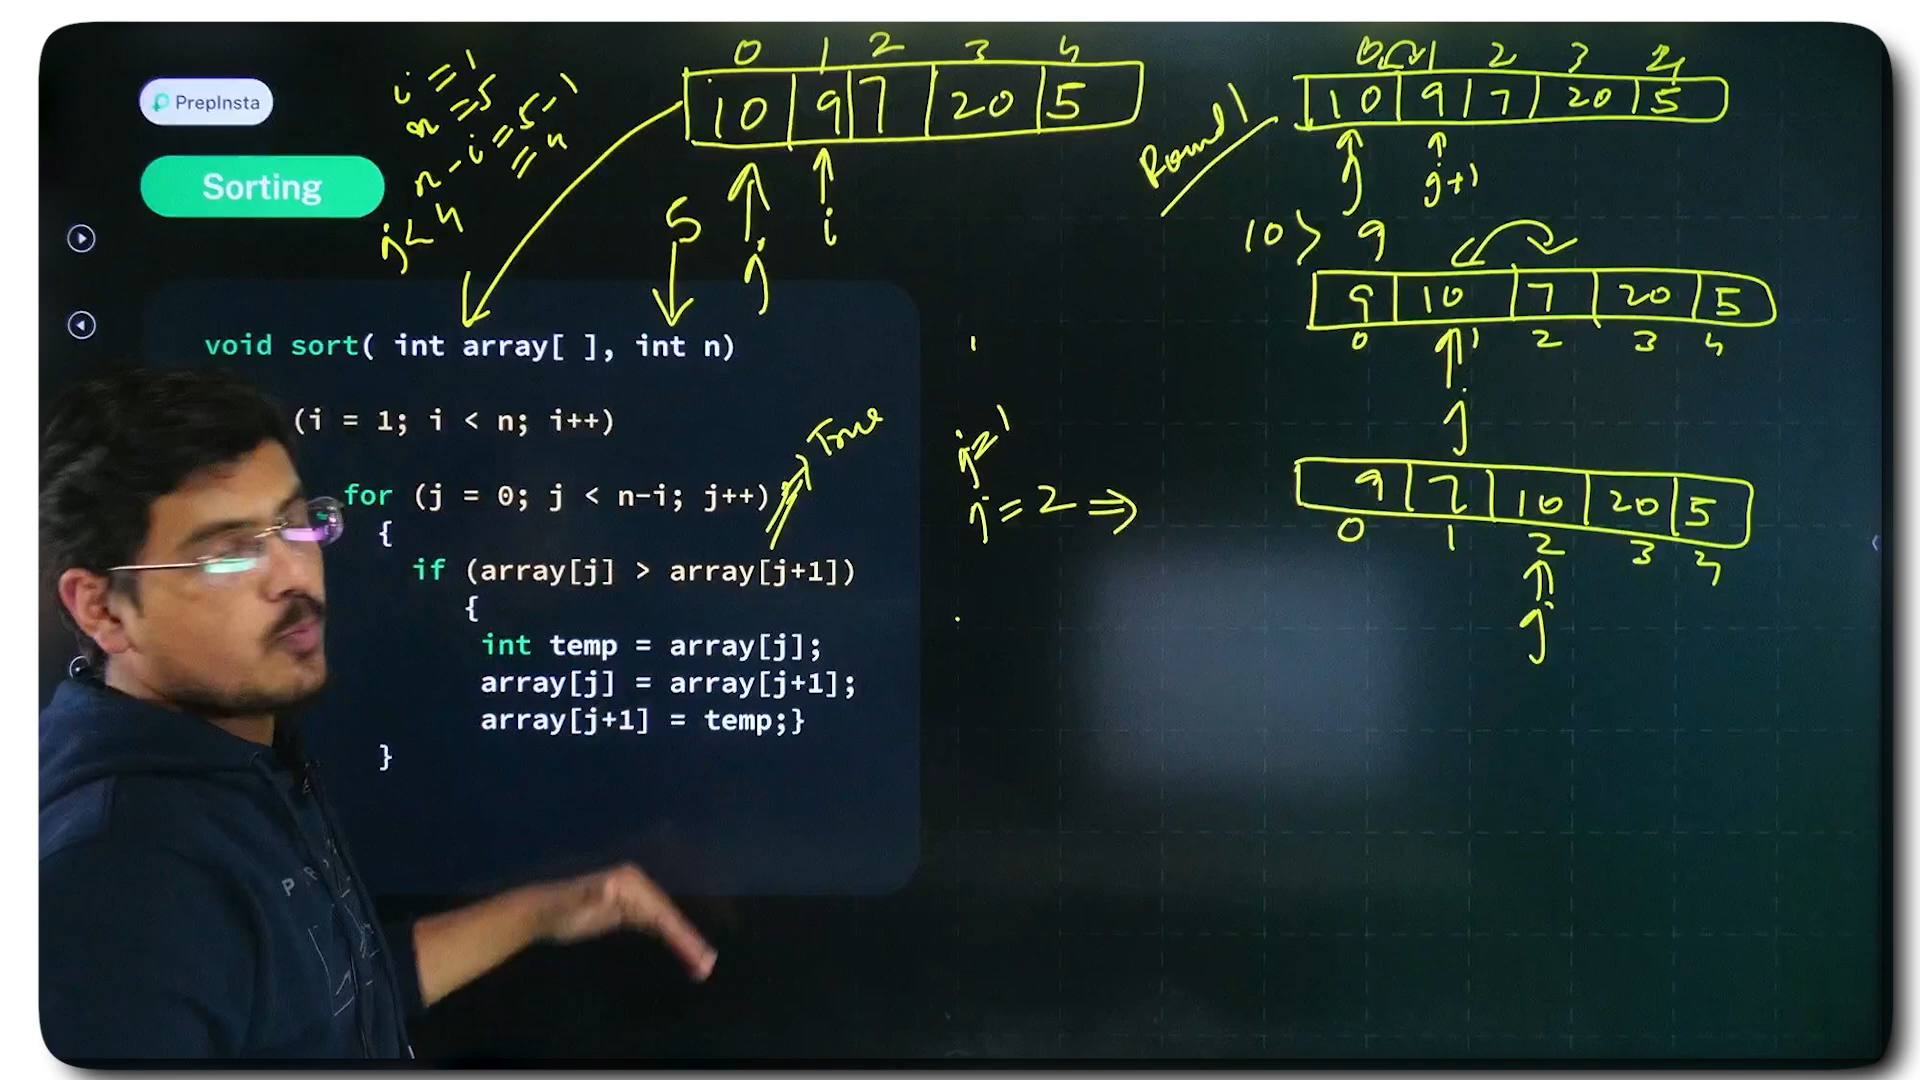 PrepInsta
Sorting
i = 1
n = 5
n-i = 5-1
= 4
j < 4
0 1 2 3 4
10 9 7 20 5
j i
5
void sort( int array[ ], int n)
(i = 1; i < n; i++)
for (j = 0; j < n-i; j++)
{
if (array[j] > array[j+1])
{
int temp = array[j];
array[j] = array[j+1];
array[j+1] = temp;}
}
True
j = 1
j = 2 ⇒
Round 1
0 1 2 3 4
10 9 7 20 5
j j+1
10 > 9
9 10 7 20 5
0 1 2 3 4
j
9 7 10 20 5
0 1 2 3 4
j